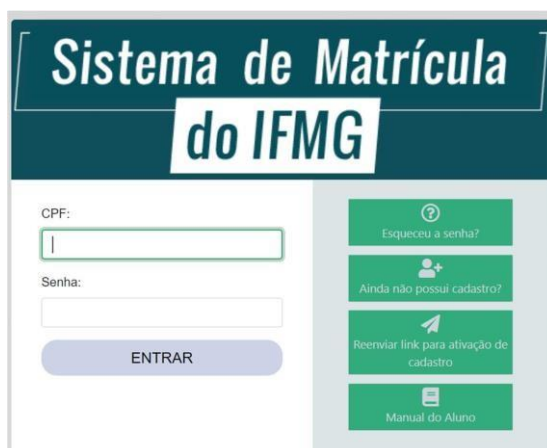 Sistema de Matrícula
do IFMG
CPF:
Senha:
ENTRAR
Esqueceu a senha?
Ainda não possui cadastro?
Reenviar link para ativação de
cadastro
Manual do Aluno